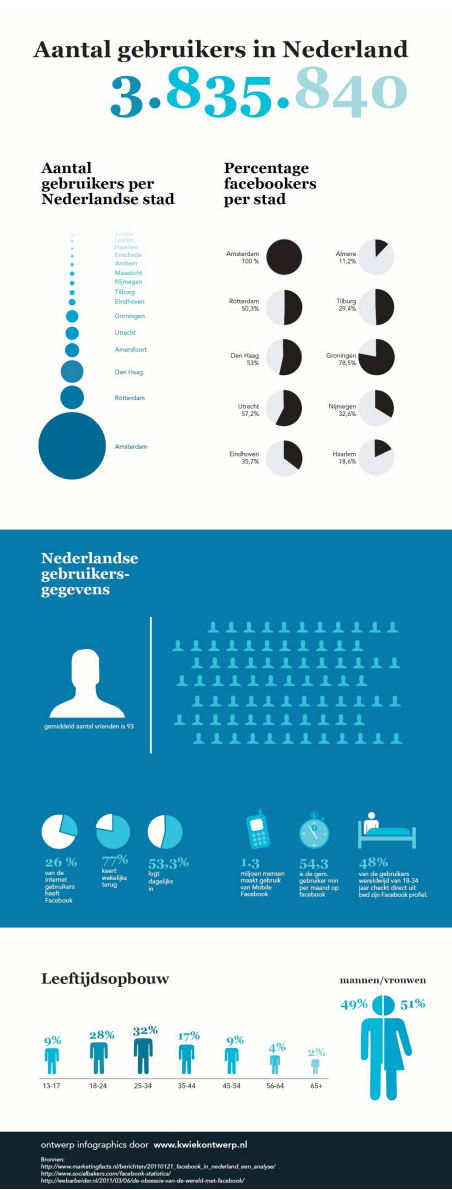 Aantal gebruikers in Nederland
3.835.840
Aantal
gebruikers per
Nederlandse stad
Zwolle
Leiden
Haarlem
Enschede
Arnhem
Maasticht
Nijmegen
Tilburg
Eindhoven
Groningen
Utrecht
Amersfoort
Den Haag
Rotterdam
Amsterdam
Percentage
facebookers
per stad
Amsterdam
100 %
Almere
11,2%
Rotterdam
50,3%
Tilburg
29,4%
Den Haag
53%
Groningen
78,5%
Utrecht
57,2%
Nijmegen
32,6%
Eindhoven
35,7%
Haarlem
18,6%
Nederlandse
gebruikers-
gegevens
gemiddeld aantal vrienden is 93
26 %
van de
internet
gebruikers
heeft
Facebook
77%
keert
wekelijks
terug
53,3%
logt
dagelijks
in
1.3
miljoen mensen
maakt gebruik
van Mobile
Facebook
54,3
is de gem.
gebruiker min
per maand op
facebook
48%
van de gebruikers
wereldwijd van 18-34
jaar checkt direct uit
bed zijn Facebook profiel.
Leeftijdsopbouw
9%
28%
32%
17%
9%
4%
2%
13-17
18-24
25-34
35-44
45-54
56-64
65+
mannen/vrouwen
49%
51%
ontwerp infographics door www.kwiekontwerp.nl
Bronnen:
http://www.marketingfacts.nl/berichten/20110121_facebook_in_nederland_een_analyse/
http://www.socialbakers.com/facebook-statistics/
http://webarbeider.nl/2011/03/06/de-obsessie-van-de-wereld-met-facebook/